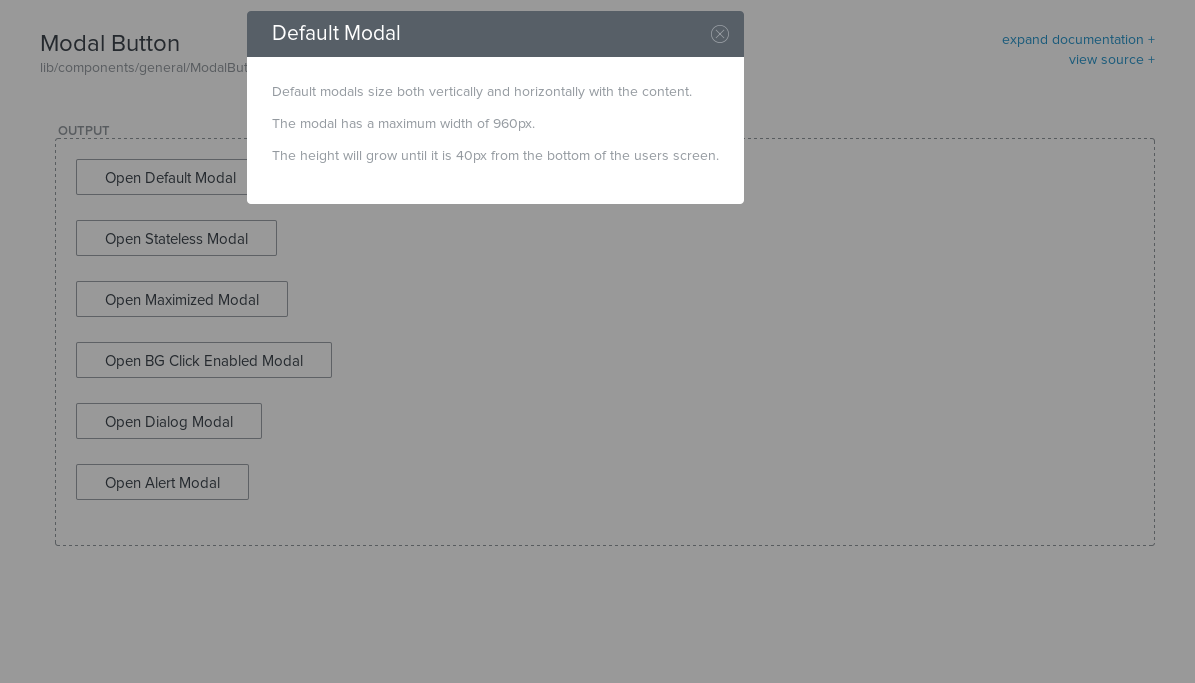 Default Modal
Modal Button
lib/components/general/ModalBut
expand documentation +
view source +
Default modals size both vertically and horizontally with the content.
The modal has a maximum width of 960px.
The height will grow until it is 40px from the bottom of the users screen.
OUTPUT
Open Default Modal
Open Stateless Modal
Open Maximized Modal
Open BG Click Enabled Modal
Open Dialog Modal
Open Alert Modal